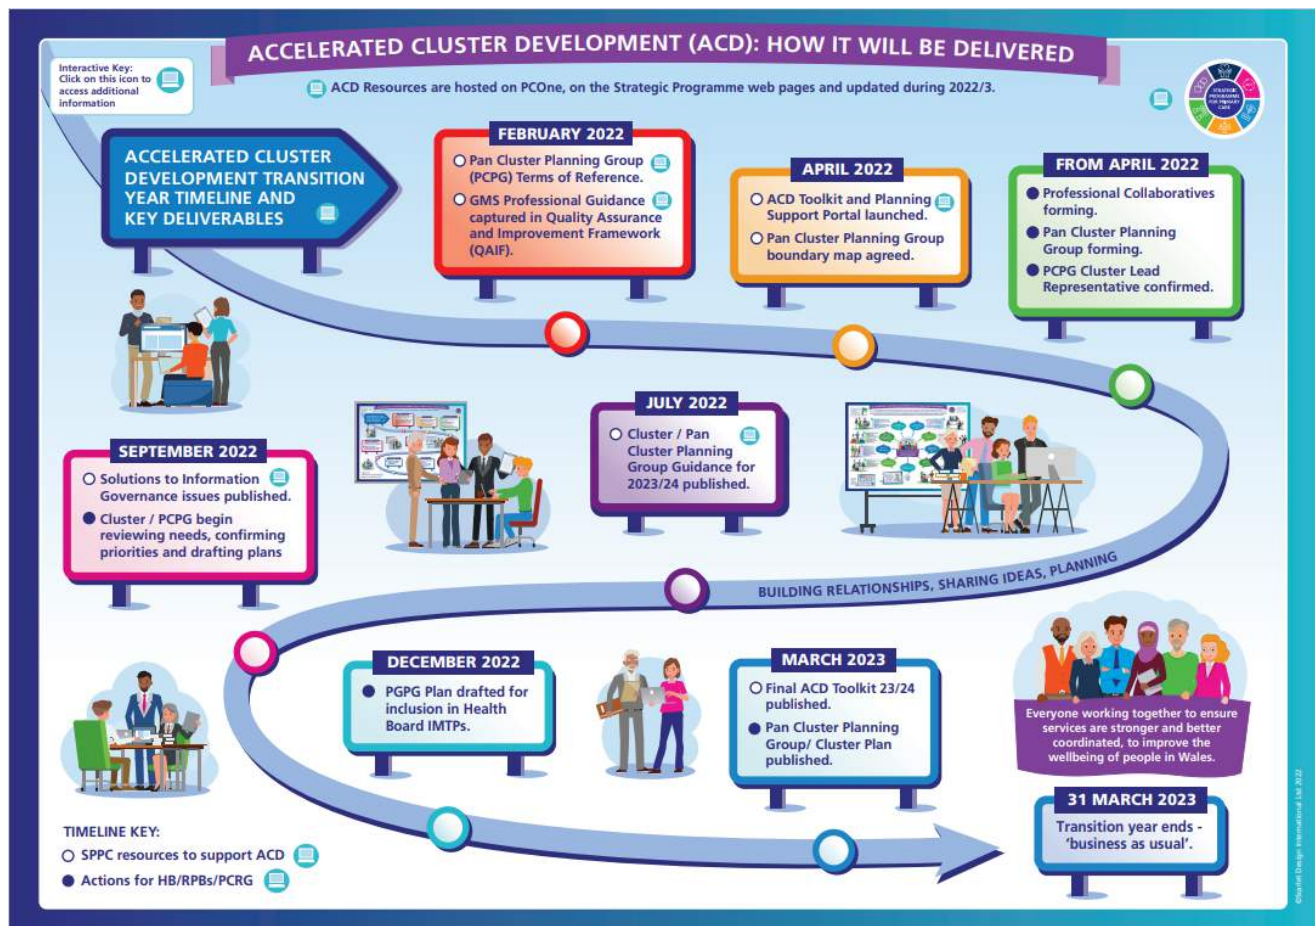 ACCELERATED CLUSTER DEVELOPMENT (ACD): HOW IT WILL BE DELIVERED
Interactive Key:
Click on this icon to
access additional
information
ACD Resources are hosted on PCOne, on the Strategic Programme web pages and updated during 2022/3.
STRATEGIC
PROGRAMME
FOR PRIMARY
CARE
ACCELERATED CLUSTER
DEVELOPMENT TRANSITION
YEAR TIMELINE AND
KEY DELIVERABLES
FEBRUARY 2022
Pan Cluster Planning Group
(PCPG) Terms of Reference.
GMS Professional Guidance
captured in Quality Assurance
and Improvement Framework
(QAIF).
APRIL 2022
ACD Toolkit and Planning
Support Portal launched.
Pan Cluster Planning Group
boundary map agreed.
FROM APRIL 2022
Professional Collaboratives
forming.
Pan Cluster Planning
Group forming.
PCPG Cluster Lead
Representative confirmed.
JULY 2022
Cluster / Pan
Cluster Planning
Group Guidance for
2023/24 published.
SEPTEMBER 2022
Solutions to Information
Governance issues published.
Cluster / PCPG begin
reviewing needs, confirming
priorities and drafting plans
BUILDING RELATIONSHIPS, SHARING IDEAS, PLANNING
DECEMBER 2022
PGPG Plan drafted for
inclusion in Health
Board IMTPs.
MARCH 2023
Final ACD Toolkit 23/24
published.
Pan Cluster Planning
Group/ Cluster Plan
published.
Everyone working together to ensure
services are stronger and better
coordinated, to improve the
wellbeing of people in Wales.
31 MARCH 2023
Transition year ends -
'business as usual'.
TIMELINE KEY:
SPPC resources to support ACD
Actions for HB/RPBs/PCRG
Design International Ltd 2022